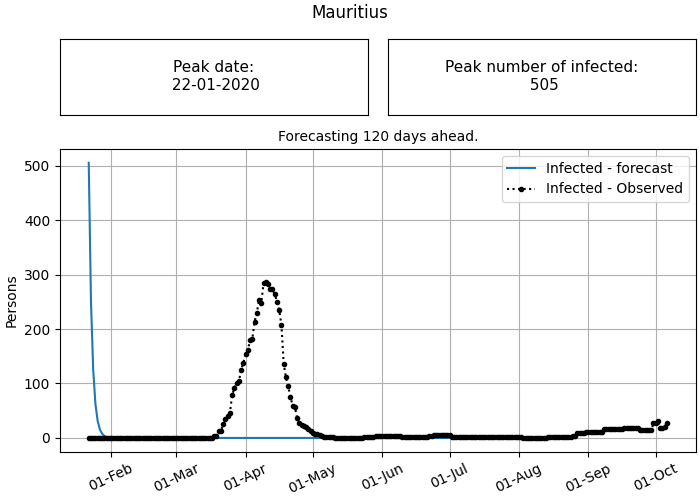 Mauritius
Peak date:
22-01-2020
Peak number of infected:
505
Forecasting 120 days ahead.
Infected - forecast
Infected - Observed
Persons
500
400
300
200
100
0
01-Feb
01-Mar
01-Apr
01-May
01-Jun
01-Jul
01-Aug
01-Sep
01-Oct